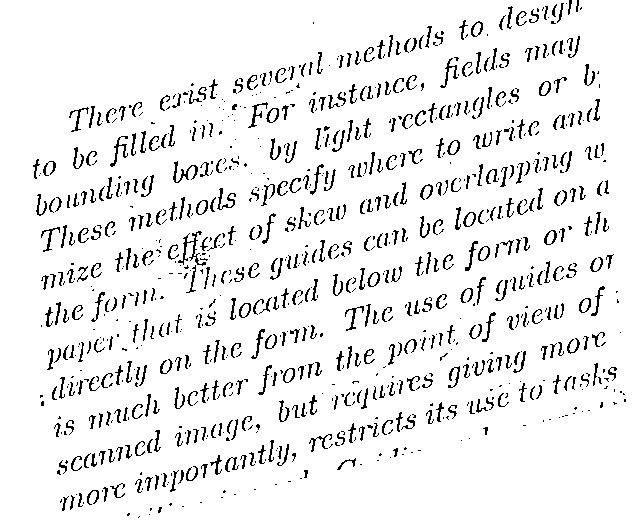 There exist several methods to design
to be filled in. For instance, fields may
bounding boxes, by light rectangles or
These methods specify where to write and
mize the effect of skew and overlapping
the form. These guides can be located on a
paper that is located below the form or
directly on the form. The use of guides
is much better from the point of view of
scanned image, but requires giving more
more importantly, restricts its use to tasks